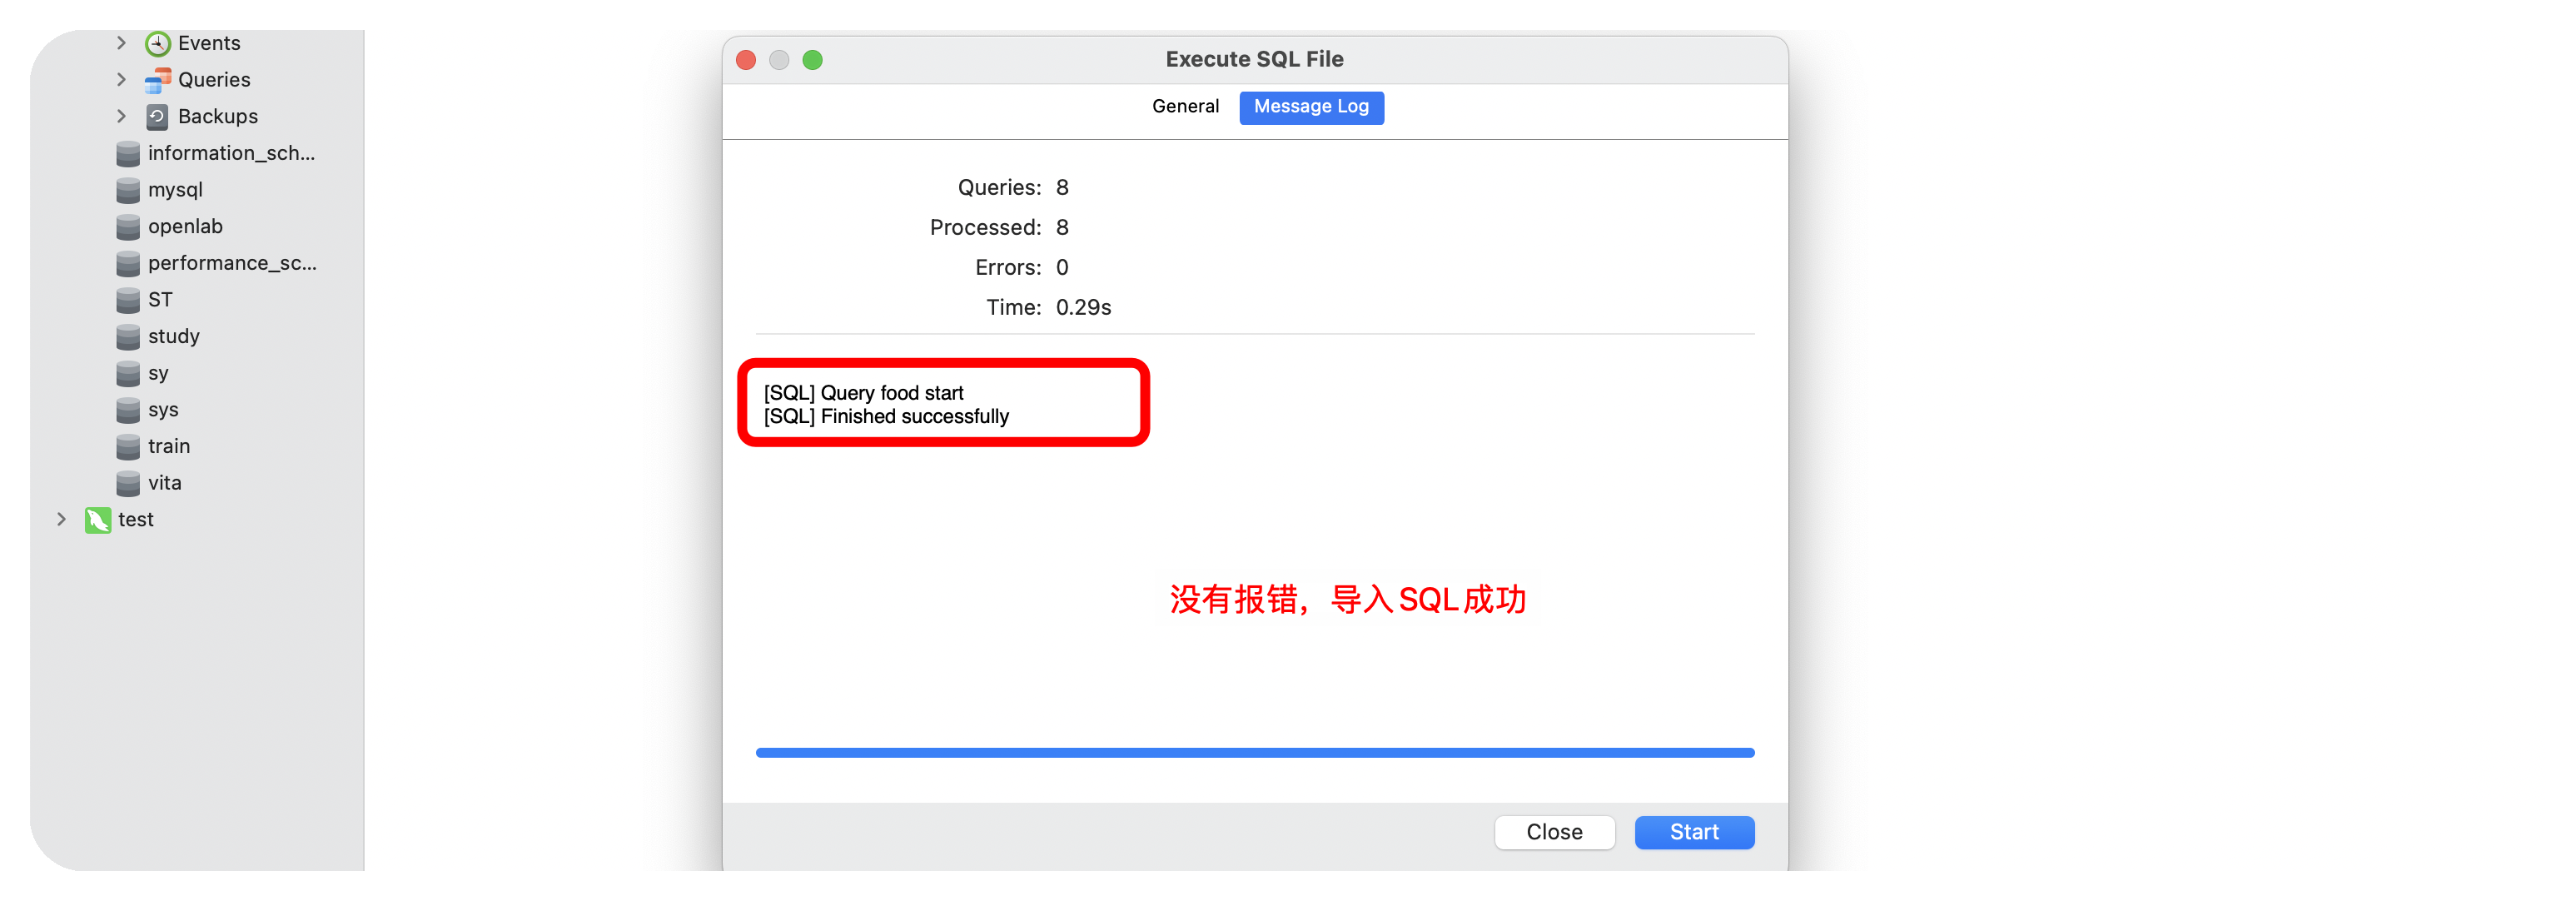 Events
Queries
Backups
information_sch...
mysql
openlab
performance_sc...
ST
study
sy
sys
train
vita
test
Execute SQL File
General Message Log
Queries: 8
Processed: 8
Errors: 0
Time: 0.29s
[SQL] Query food start
[SQL] Finished successfully
没有报错，导入SQL成功
Close Start